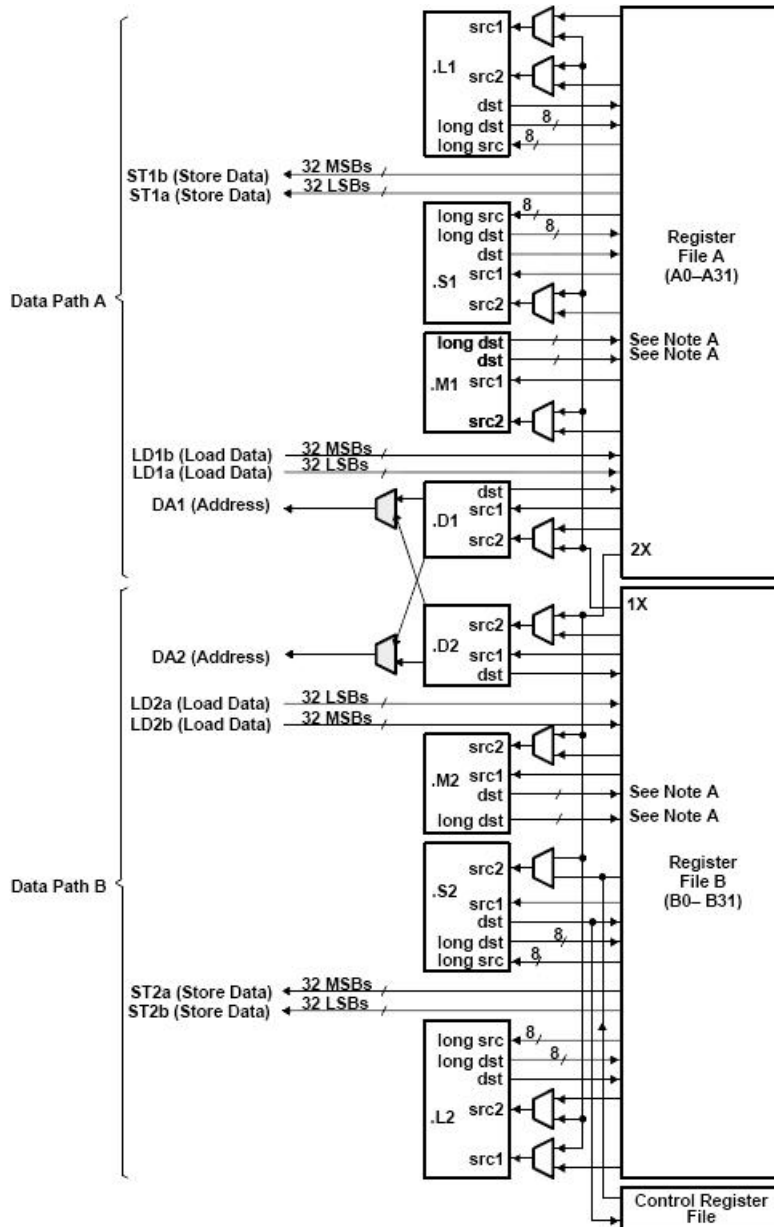 src1
.L1
src2
dst
long dst
8
long src
8
ST1b (Store Data)
32 MSBs
ST1a (Store Data)
32 LSBs
long src
8
long dst
8
dst
.S1
src1
src2
Register
File A
(A0–A31)
Data Path A
long dst
See Note A
dst
See Note A
.M1
src1
src2
LD1b (Load Data)
32 MSBs
LD1a (Load Data)
32 LSBs
DA1 (Address)
dst
src1
.D1
src2
2X
1X
src2
.D2
DA2 (Address)
src1
dst
LD2a (Load Data)
32 LSBs
LD2b (Load Data)
32 MSBs
src2
.M2
src1
dst
See Note A
long dst
See Note A
src2
.S2
src1
dst
long dst
8
long src
8
Register
File B
(B0– B31)
Data Path B
ST2a (Store Data)
32 MSBs
ST2b (Store Data)
32 LSBs
long src
8
long dst
8
dst
.L2
src2
src1
Control Register
File